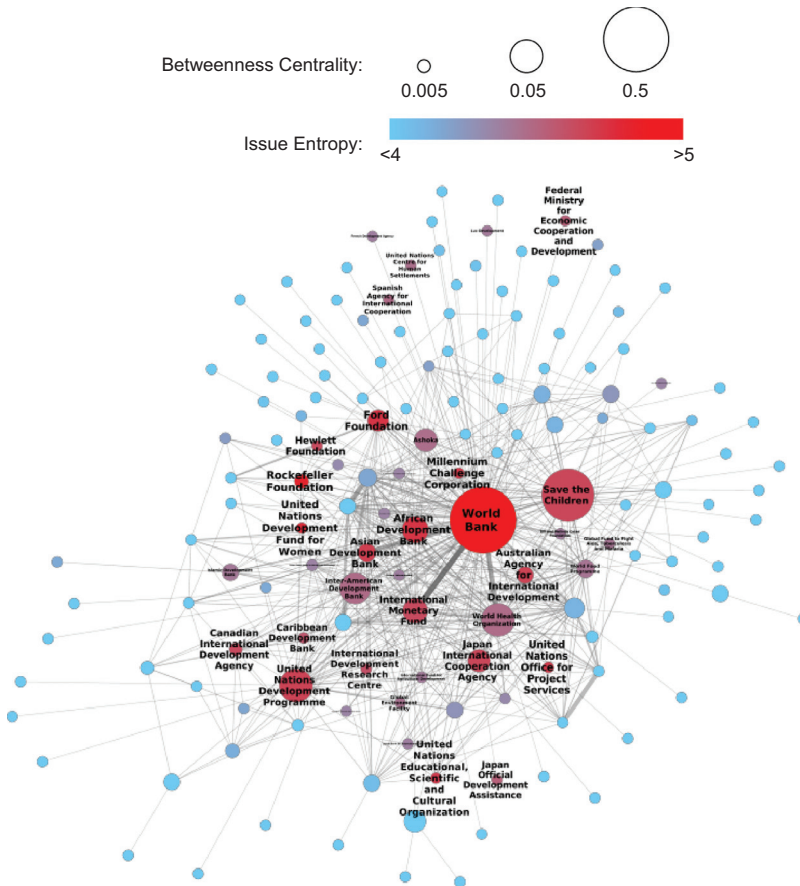 Betweenness Centrality:
0.005
0.05
0.5
Issue Entropy:
<4
>5
Federal
Ministry
for
Economic
Cooperation
and
Development
United Nations
Centre for
Human
Settlements
Spanish
Agency for
International
Cooperation
Ford
Foundation
Ashoka
Hewlett
Foundation
Millennium
Challenge
Corporation
Rockefeller
Foundation
Save the
Children
World
Bank
United
Nations
Development
Fund for
Women
African
Development
Bank
Asian
Development
Bank
Global Fund to Fight
Aids, Tuberculosis
and Malaria
World Food
Programme
Australian
Agency
for
International
Development
Islamic Development
Bank
Inter-American
Development
Bank
International
Monetary
Fund
World Health
Organization
Canadian
International
Development
Agency
Caribbean
Development
Bank
International
Development
Research
Centre
Japan
International
Cooperation
Agency
United
Nations
Office for
Project
Services
United
Nations
Development
Programme
Global
Environment
Facility
United
Nations
Educational,
Scientific
and
Cultural
Organization
Japan
Official
Development
Assistance